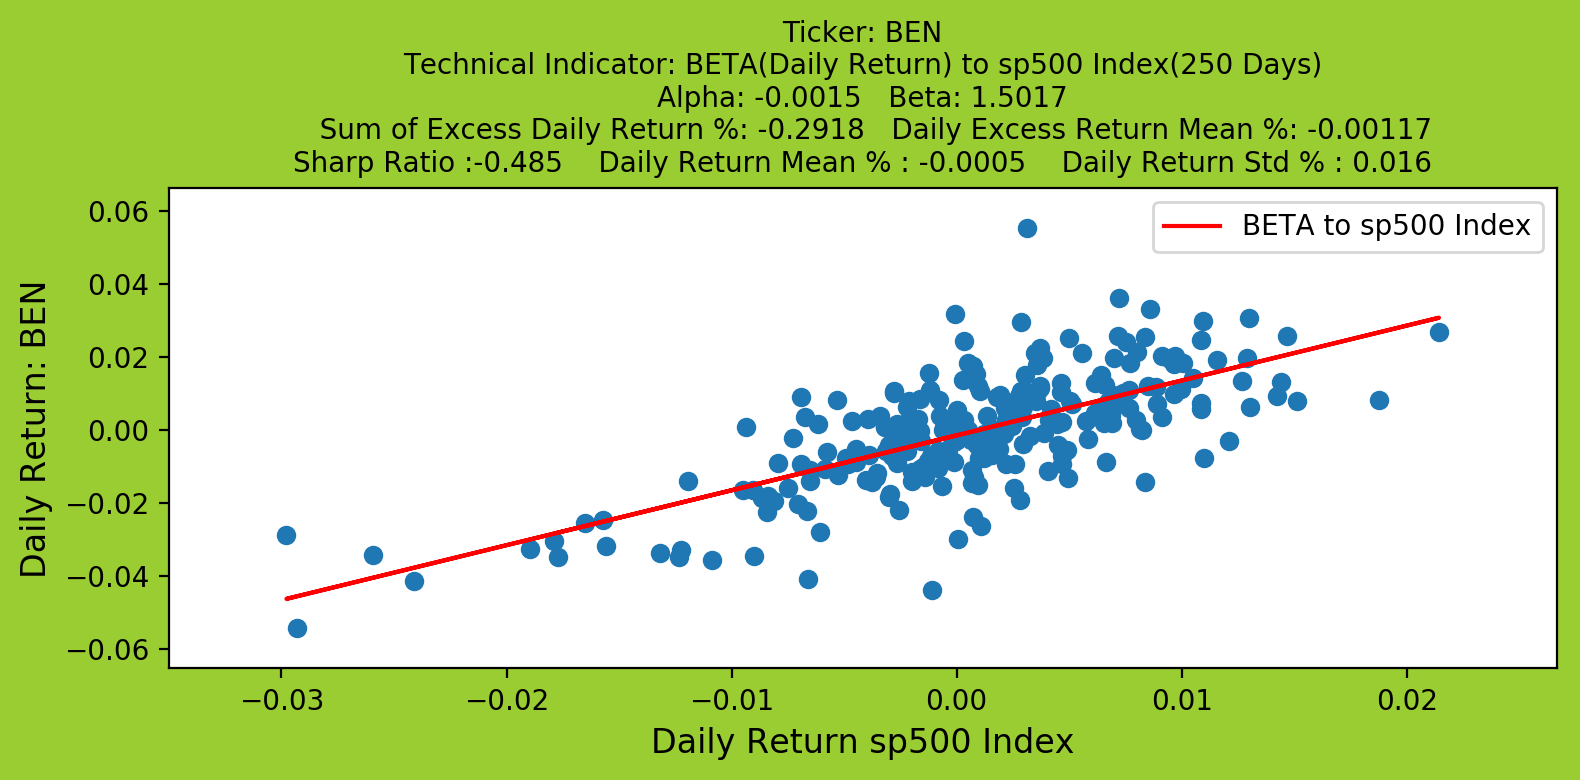 Ticker: BEN
Technical Indicator: BETA(Daily Return) to sp500 Index(250 Days)
Alpha: -0.0015 Beta: 1.5017
Sum of Excess Daily Return %: -0.2918 Daily Excess Return Mean %: -0.00117
Sharp Ratio :-0.485 Daily Return Mean % : -0.0005 Daily Return Std % : 0.016
BETA to sp500 Index
Daily Return: BEN
0.06
0.04
0.02
0.00
−0.02
−0.04
−0.06
−0.03 −0.02 −0.01 0.00 0.01 0.02
Daily Return sp500 Index